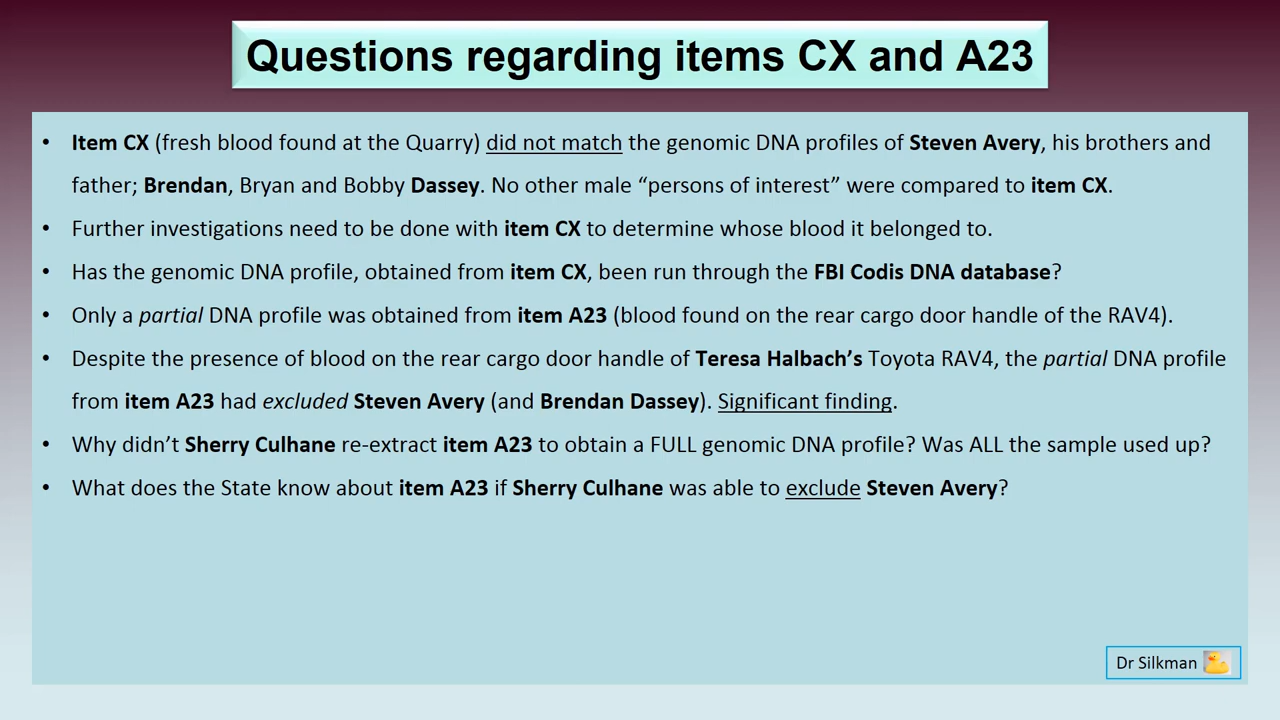 Questions regarding items CX and A23
• Item CX (fresh blood found at the Quarry) did not match the genomic DNA profiles of Steven Avery, his brothers and
father; Brendan, Bryan and Bobby Dassey. No other male “persons of interest” were compared to item CX.
• Further investigations need to be done with item CX to determine whose blood it belonged to.
• Has the genomic DNA profile, obtained from item CX, been run through the FBI Codis DNA database?
• Only a partial DNA profile was obtained from item A23 (blood found on the rear cargo door handle of the RAV4).
• Despite the presence of blood on the rear cargo door handle of Teresa Halbach’s Toyota RAV4, the partial DNA profile
from item A23 had excluded Steven Avery (and Brendan Dassey). Significant finding.
• Why didn’t Sherry Culhane re-extract item A23 to obtain a FULL genomic DNA profile? Was ALL the sample used up?
• What does the State know about item A23 if Sherry Culhane was able to exclude Steven Avery?
Dr Silkman